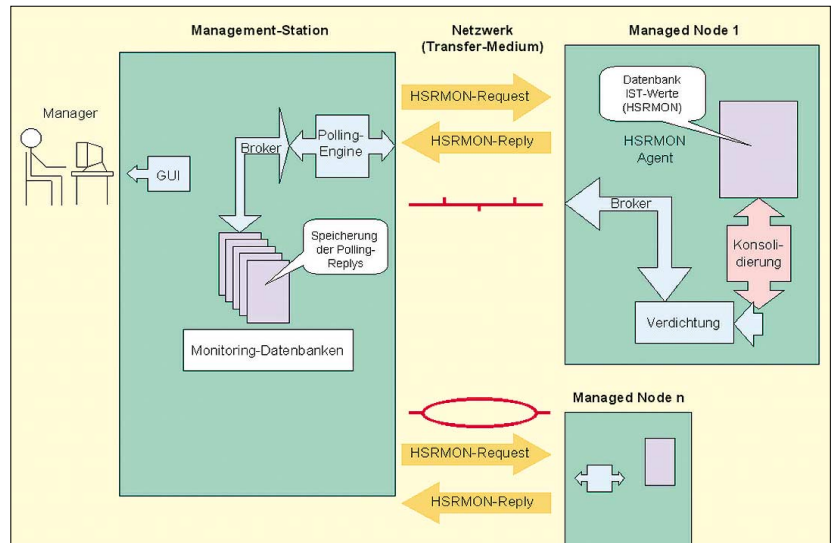 Management-Station
Netzwerk
(Transfer-Medium)
Managed Node 1
Manager
GUI
Broker
Polling-
Engine
Speicherung
der Polling-
Replys
Monitoring-Datenbanken
HSRMON-Request
HSRMON-Reply
Datenbank
IST-Werte
(HSRMON)
HSRMON
Agent
Broker
Konsoli-
dierung
Verdichtung
Managed Node n
HSRMON-Request
HSRMON-Reply